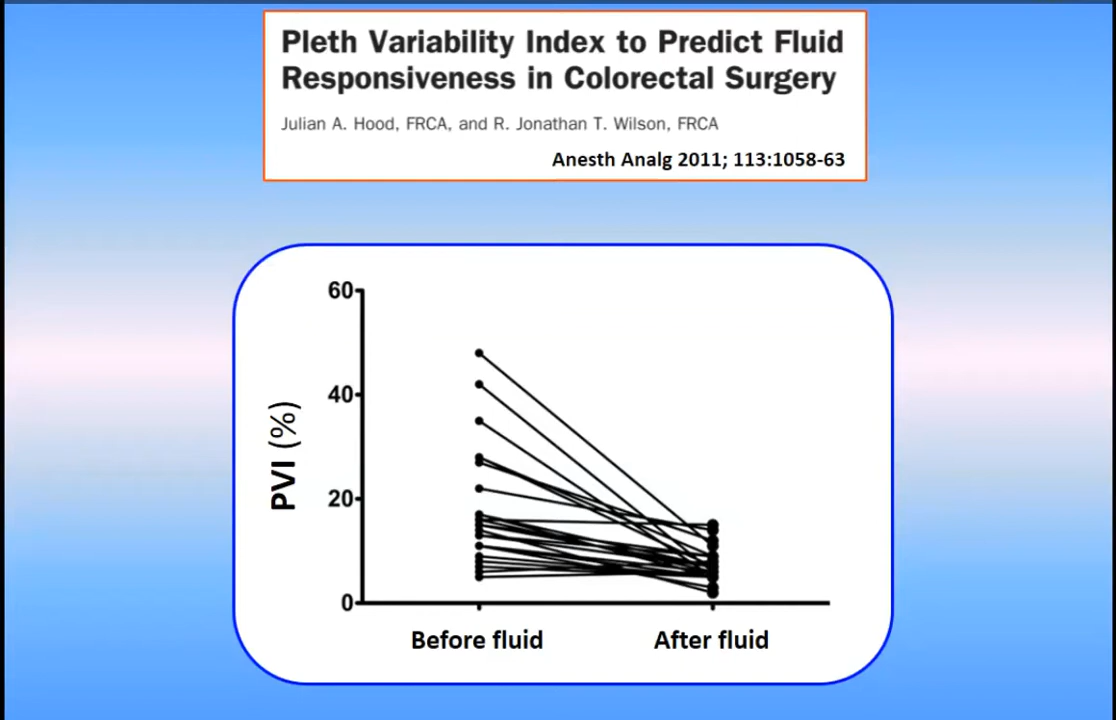 Pleth Variability Index to Predict Fluid
Responsiveness in Colorectal Surgery
Julian A. Hood, FRCA, and R. Jonathan T. Wilson, FRCA
Anesth Analg 2011; 113:1058-63
60
40
20
0
PVI (%)
Before fluid
After fluid